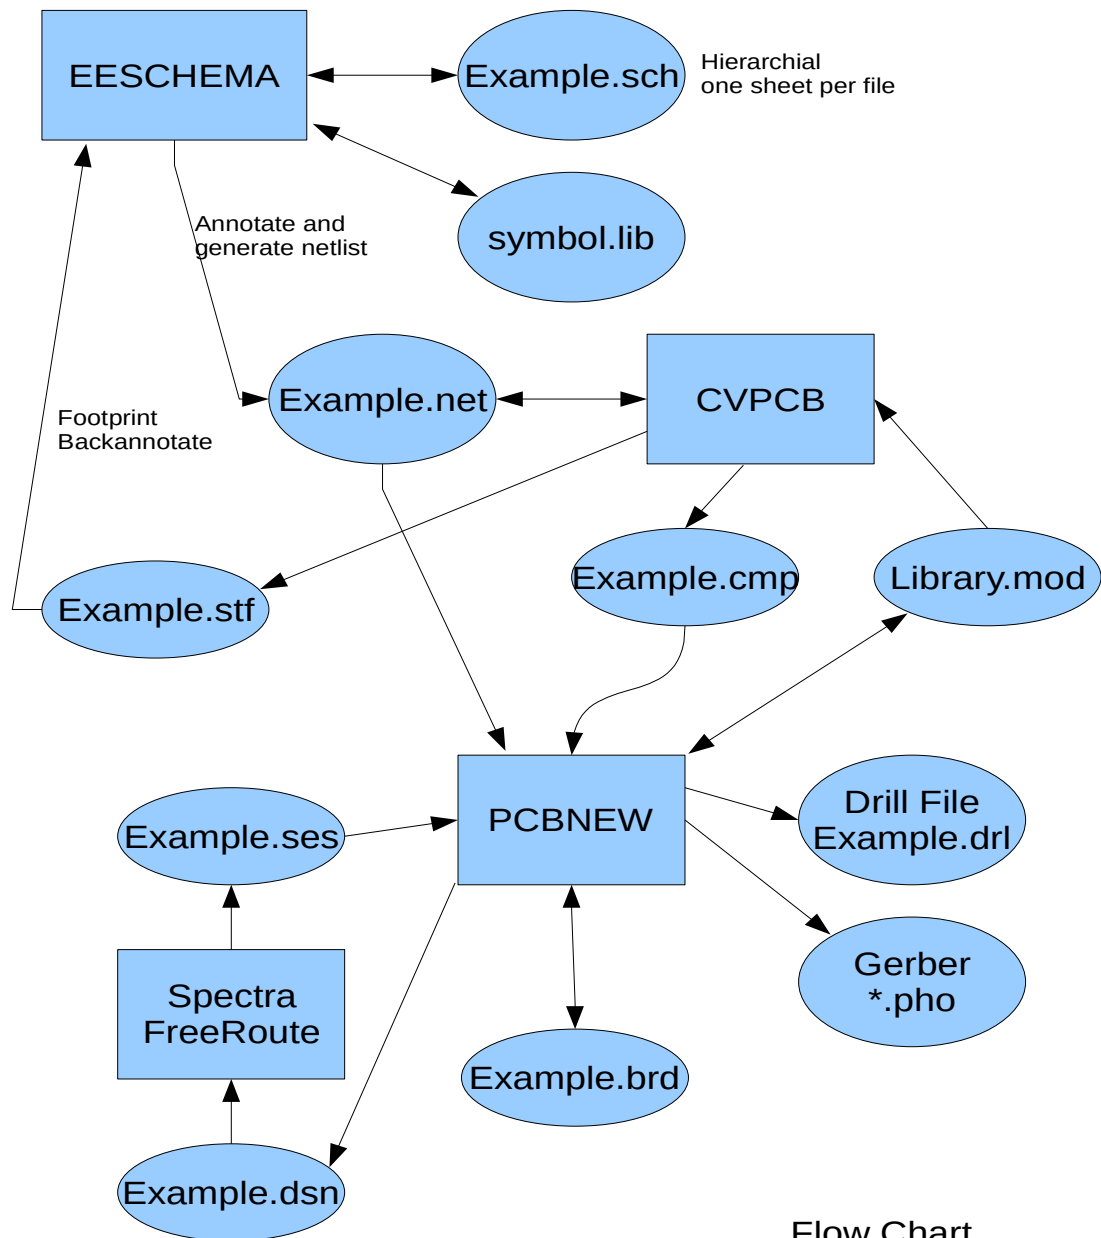 EESCHEMA
Example.sch
Hierarchial
one sheet per file
symbol.lib
Annotate and
generate netlist
Example.net
CVPCB
Footprint
Backannotate
Example.stf
Example.cmp
Library.mod
PCBNEW
Example.ses
Drill File
Example.drl
Gerber
*.pho
Spectra
FreeRoute
Example.brd
Example.dsn
Flow Chart